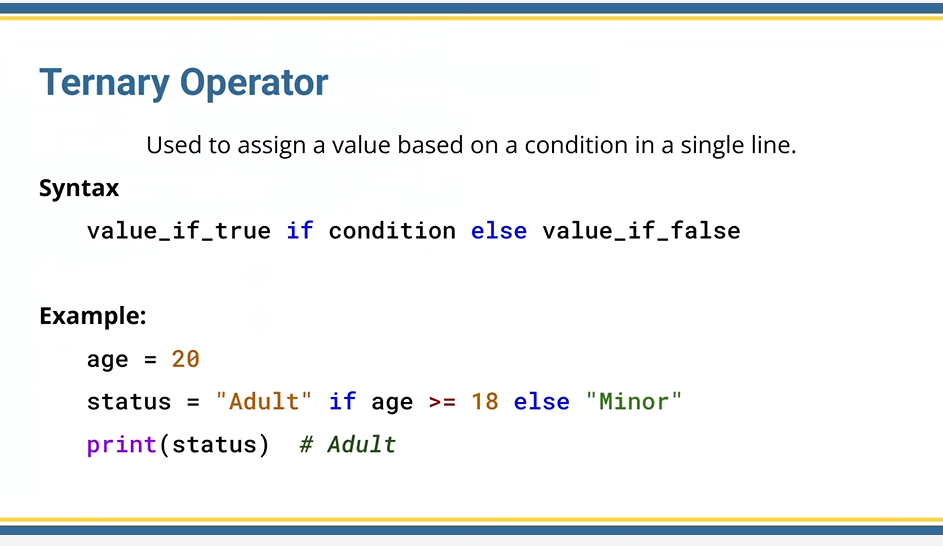 Ternary Operator
Used to assign a value based on a condition in a single line.
Syntax
value_if_true if condition else value_if_false
Example:
age = 20
status = "Adult" if age >= 18 else "Minor"
print(status)  # Adult